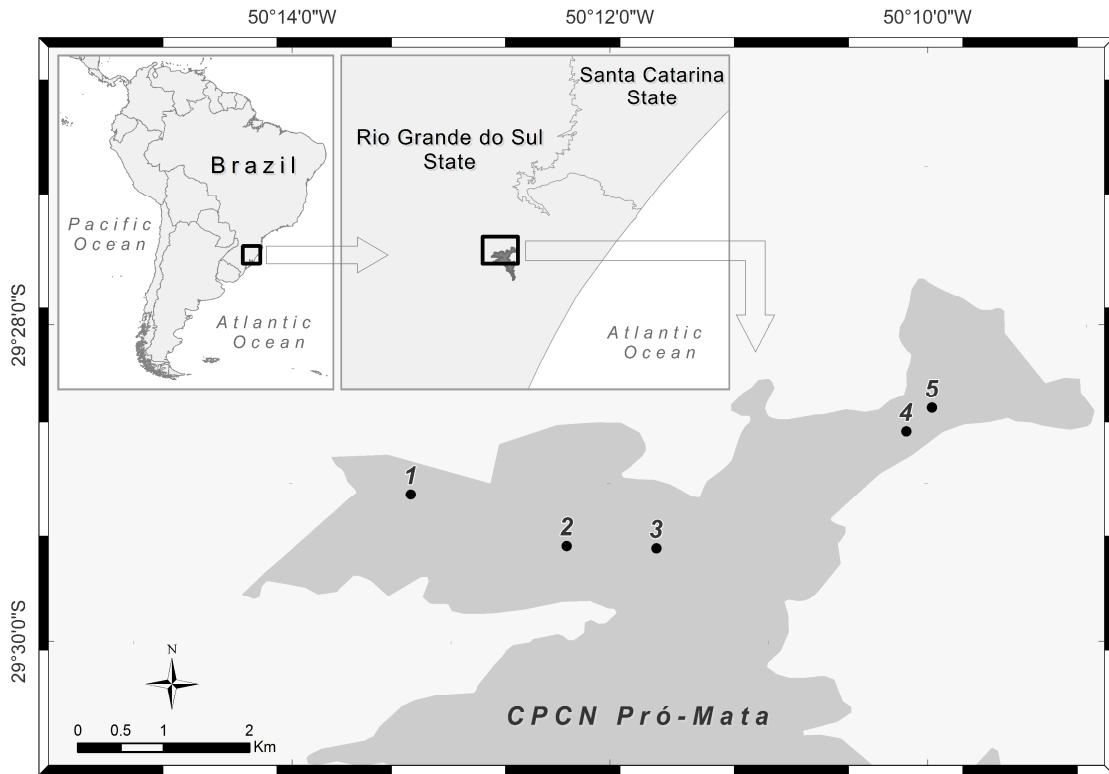 50°14'0"W
50°12'0"W
50°10'0"W
Santa Catarina
State
Rio Grande do Sul
State
Brazil
Pacific
Ocean
Atlantic
Ocean
Atlantic
Ocean
29°28'0"S
29°30'0"S
1
2
3
4
5
N
CPCN Pró-Mata
0 0.5 1 2
Km